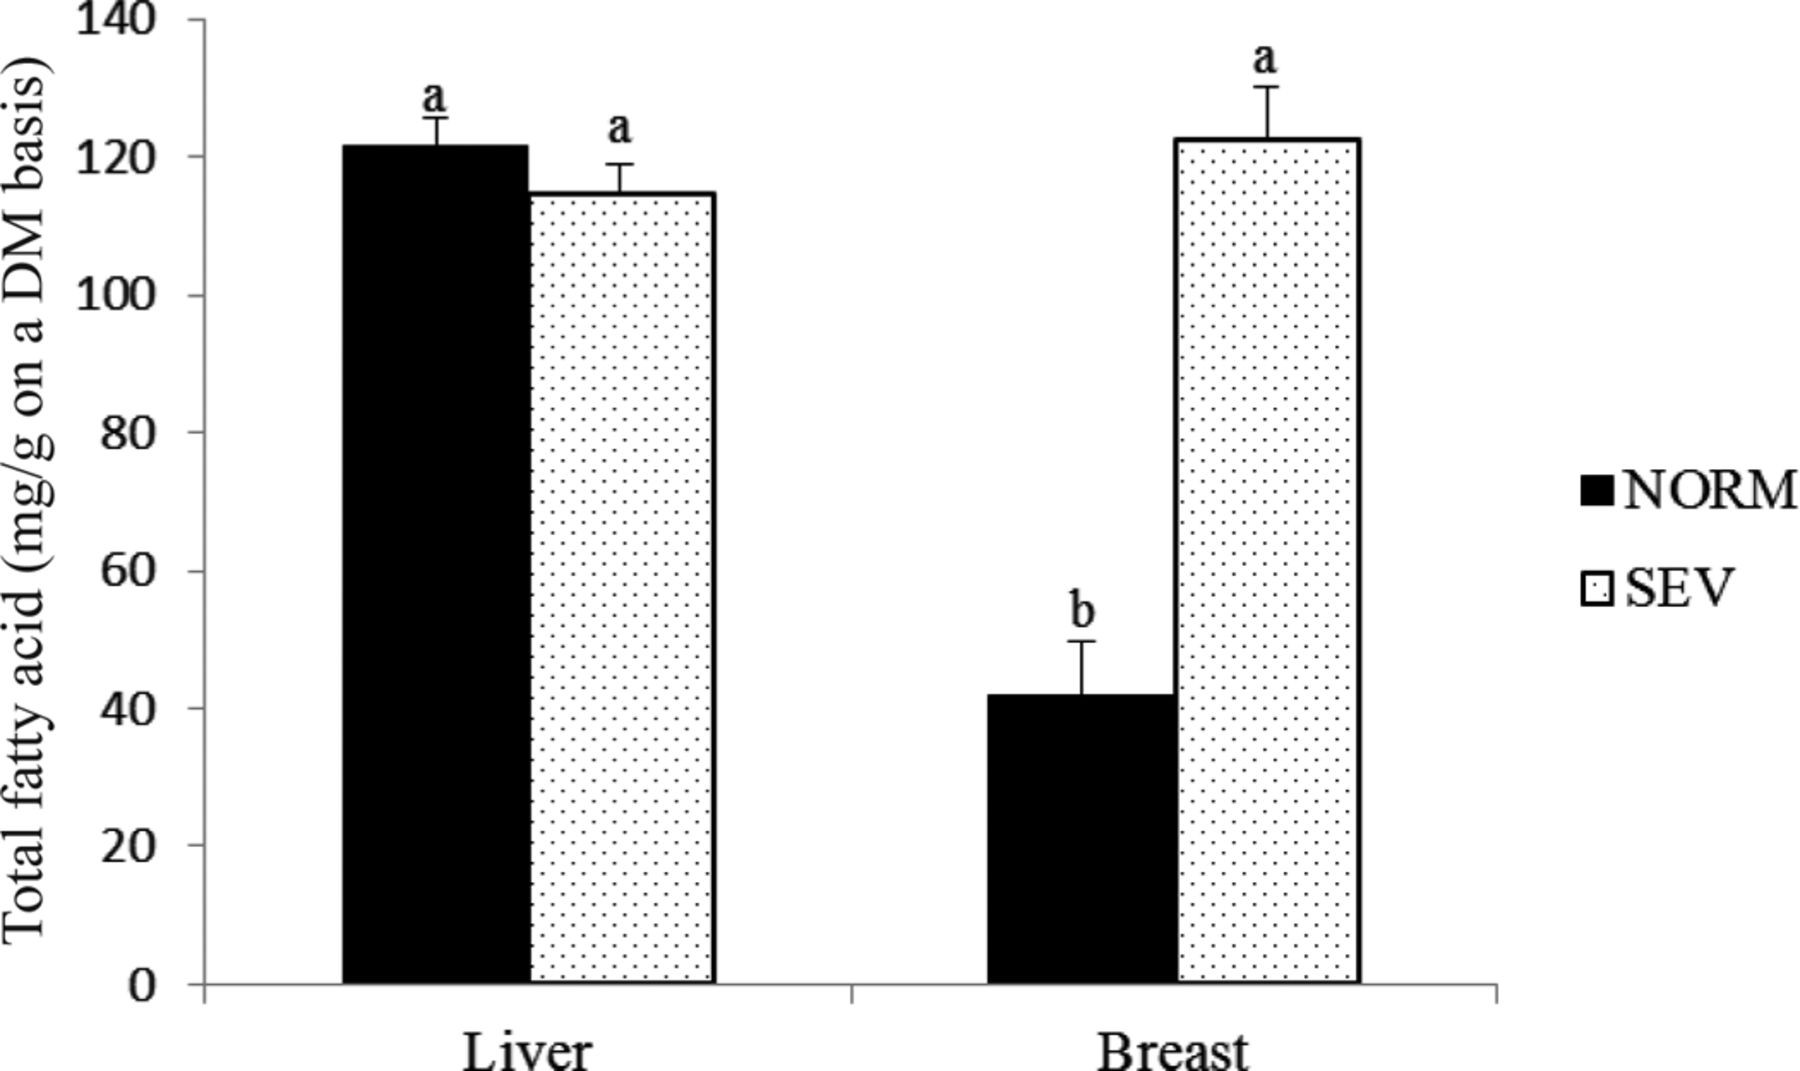 Total fatty acid (mg/g on a DM basis)
140
120
100
80
60
40
20
0
a
a
b
a
Liver
Breast
NORM
SEV